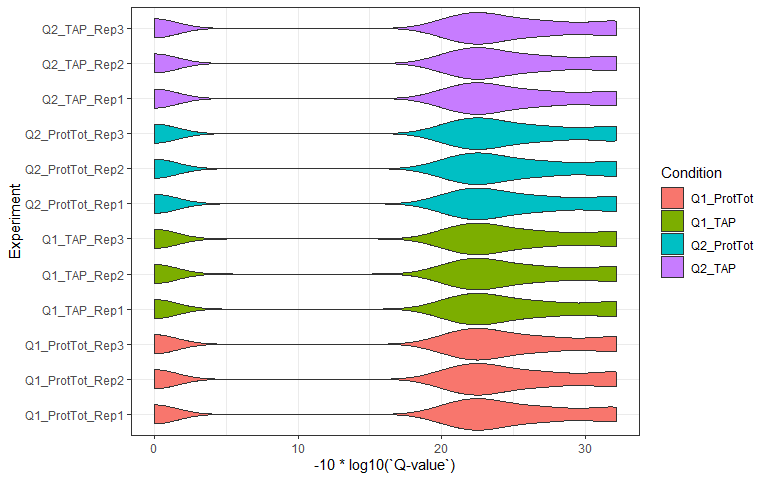 Q2_TAP_Rep3
Q2_TAP_Rep2
Q2_TAP_Rep1
Q2_ProtTot_Rep3
Q2_ProtTot_Rep2
Q2_ProtTot_Rep1
Q1_TAP_Rep3
Q1_TAP_Rep2
Q1_TAP_Rep1
Q1_ProtTot_Rep3
Q1_ProtTot_Rep2
Q1_ProtTot_Rep1
Experiment
0 10 20 30
-10 * log10(`Q-value`)
Condition
Q1_ProtTot
Q1_TAP
Q2_ProtTot
Q2_TAP